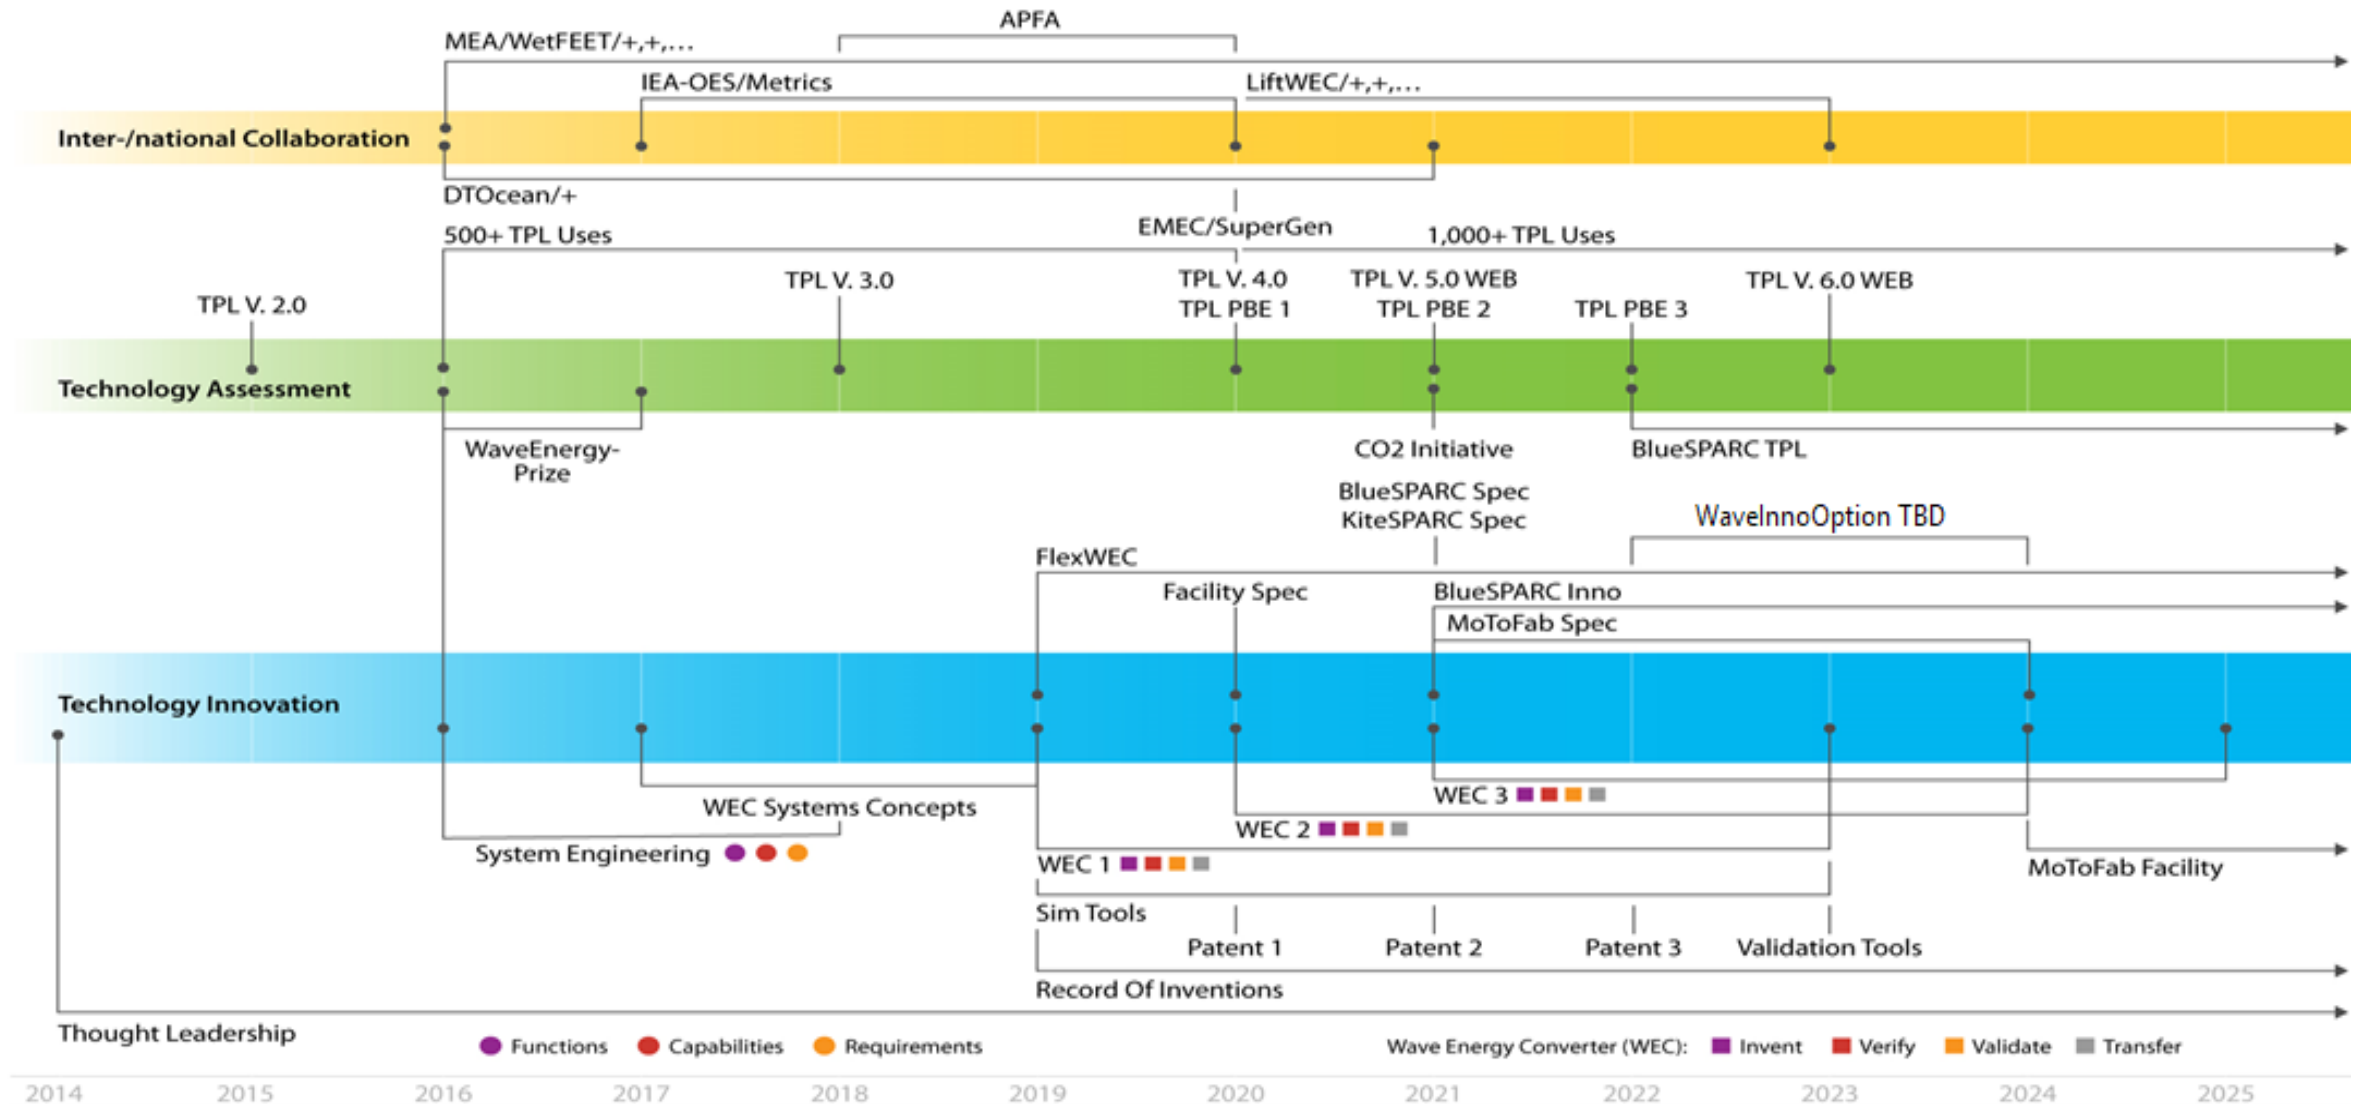 APFA
MEA/WetFEET/+,+,...
IEA-OES/Metrics
LiftWEC/+,+,...
Inter-/national Collaboration
DTOcean/+
EMEC/SuperGen
500+ TPL Uses
1,000+ TPL Uses
TPL V. 2.0
TPL V. 3.0
TPL V. 4.0
TPL PBE 1
TPL V. 5.0 WEB
TPL PBE 2
TPL PBE 3
TPL V. 6.0 WEB
Technology Assessment
WaveEnergy-
Prize
CO2 Initiative
BlueSPARC TPL
BlueSPARC Spec
KiteSPARC Spec
WaveInnoOption TBD
FlexWEC
Facility Spec
BlueSPARC Inno
MoToFab Spec
Technology Innovation
WEC Systems Concepts
WEC 3
WEC 2
System Engineering
WEC 1
MoToFab Facility
Sim Tools
Patent 1
Patent 2
Patent 3
Validation Tools
Record Of Inventions
Thought Leadership
Functions
Capabilities
Requirements
Wave Energy Converter (WEC):
Invent
Verify
Validate
Transfer
2014 2015 2016 2017 2018 2019 2020 2021 2022 2023 2024 2025